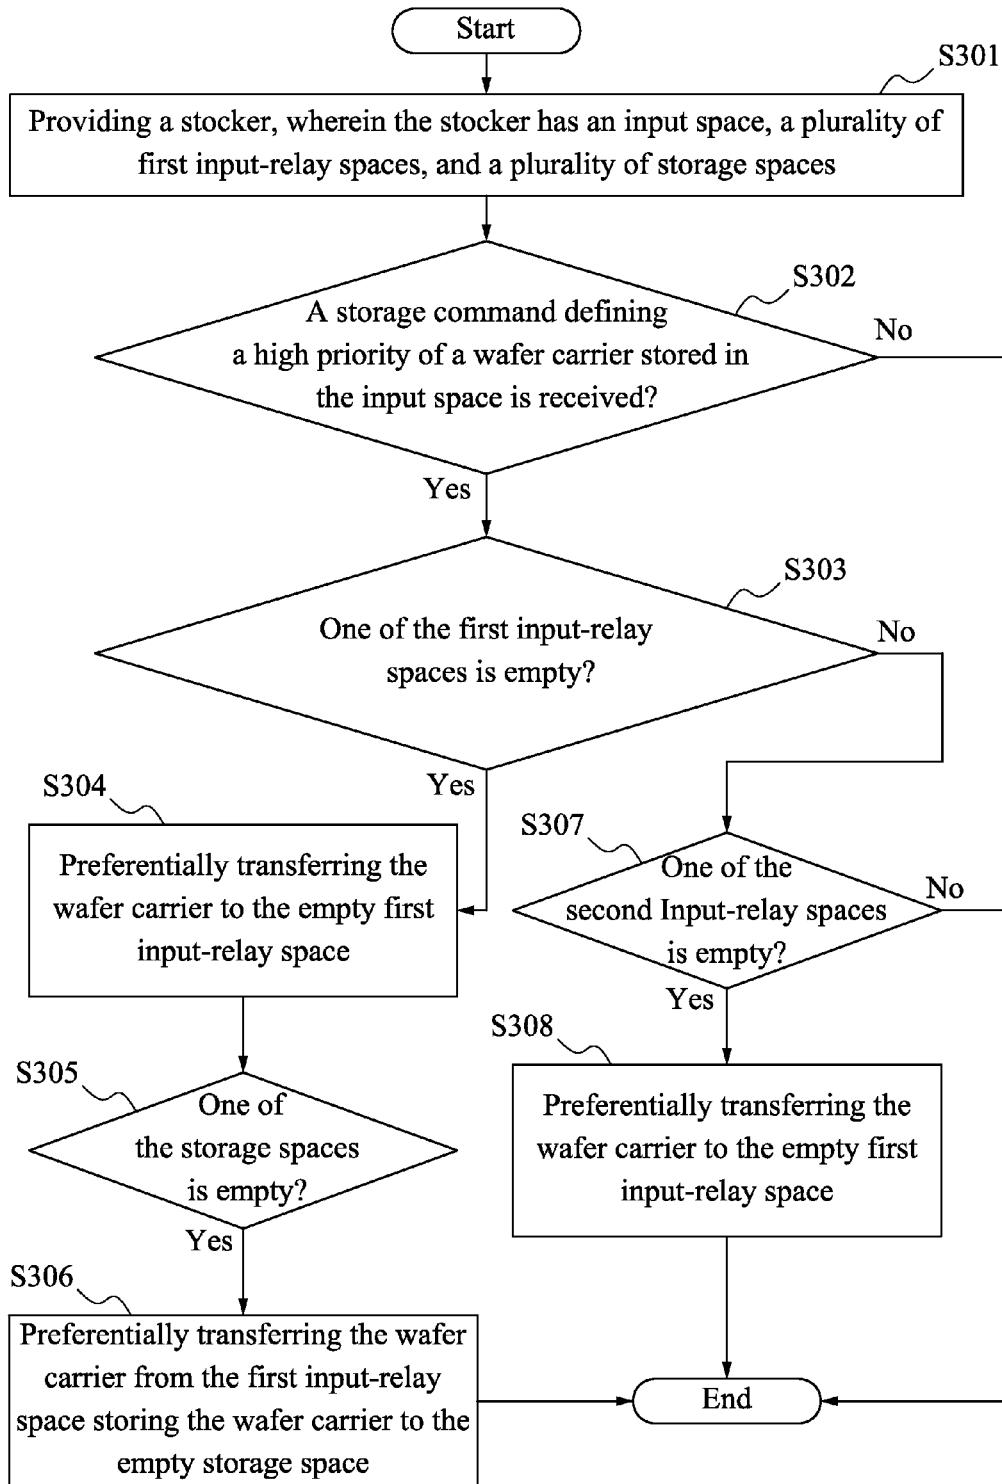 Start
S301
Providing a stocker, wherein the stocker has an input space, a plurality of
first input-relay spaces, and a plurality of storage spaces
S302
A storage command defining
a high priority of a wafer carrier stored in
the input space is received?
No
Yes
S303
One of the first input-relay
spaces is empty?
No
Yes
S304
Preferentially transferring the
wafer carrier to the empty first
input-relay space
S307
One of the
second Input-relay spaces
is empty?
No
Yes
S305
One of
the storage spaces
is empty?
Yes
S308
Preferentially transferring the
wafer carrier to the empty first
input-relay space
S306
Preferentially transferring the wafer
carrier from the first input-relay
space storing the wafer carrier to the
empty storage space
End